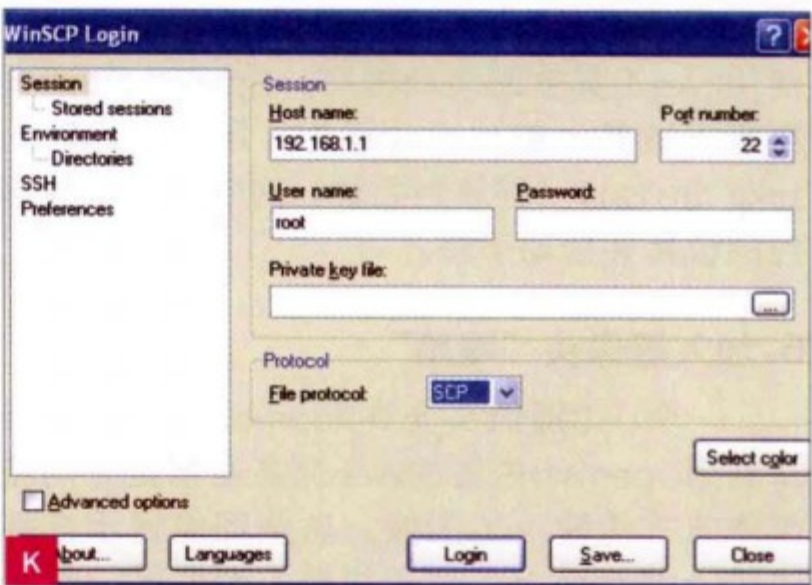 WinSCP Login
Session
Stored sessions
Environment
Directories
SSH
Preferences
Session
Host name:
Port number:
192.168.1.1
22
User name:
Password:
root
Private key file:
...
Protocol
File protocol:
SCP
Select color
Advanced options
About...
Languages
Login
Save...
Close
K